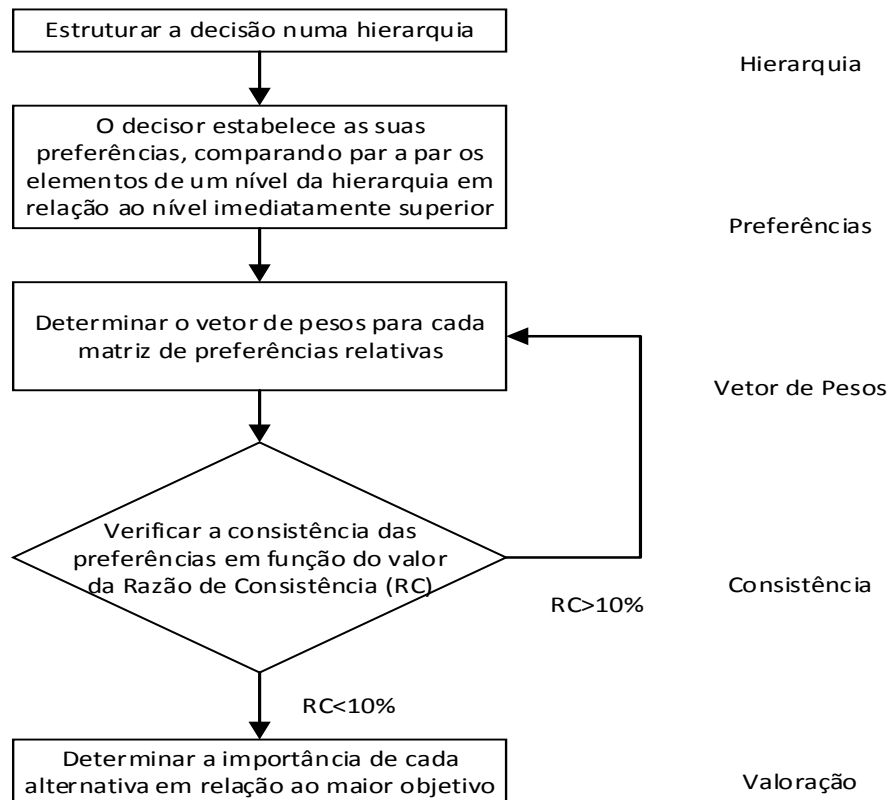 Estruturar a decisão numa hierarquia
Hierarquia
O decisor estabelece as suas
preferências, comparando par a par os
elementos de um nível da hierarquia em
relação ao nível imediatamente superior
Preferências
Determinar o vetor de pesos para cada
matriz de preferências relativas
Vetor de Pesos
Verificar a consistência das
preferências em função do valor
da Razão de Consistência (RC)
RC>10%
Consistência
RC<10%
Determinar a importância de cada
alternativa em relação ao maior objetivo
Valoração